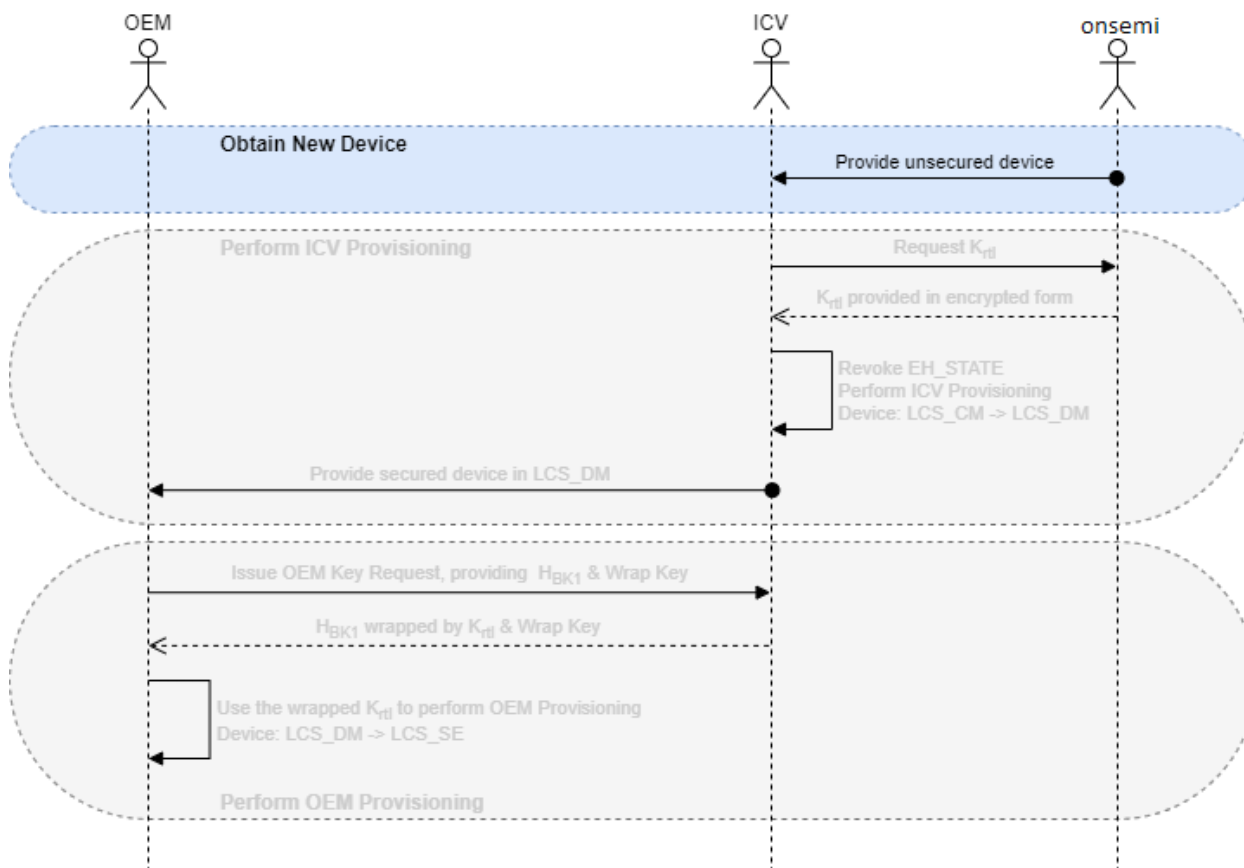 OEM
ICV
onsemi
Obtain New Device
Provide unsecured device
Perform ICV Provisioning
Request Krtl
Krtl provided in encrypted form
Revoke EH_STATE
Perform ICV Provisioning
Device: LCS_CM -> LCS_DM
Provide secured device in LCS_DM
Issue OEM Key Request, providing HBK1 & Wrap Key
HBK1 wrapped by Krtl & Wrap Key
Use the wrapped Krtl to perform OEM Provisioning
Device: LCS_DM -> LCS_SE
Perform OEM Provisioning